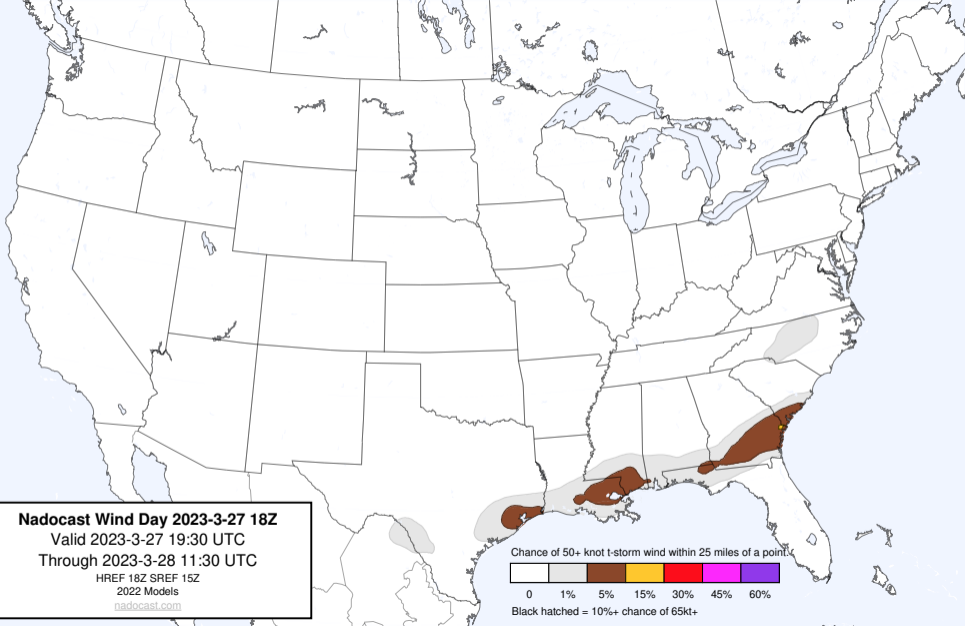 Nadocast Wind Day 2023-3-27 18Z
Valid 2023-3-27 19:30 UTC
Through 2023-3-28 11:30 UTC
HREF 18Z SREF 15Z
2022 Models
nadocast.com
Chance of 50+ knot t-storm wind within 25 miles of a point.
0 1% 5% 15% 30% 45% 60%
Black hatched = 10%+ chance of 65kt+